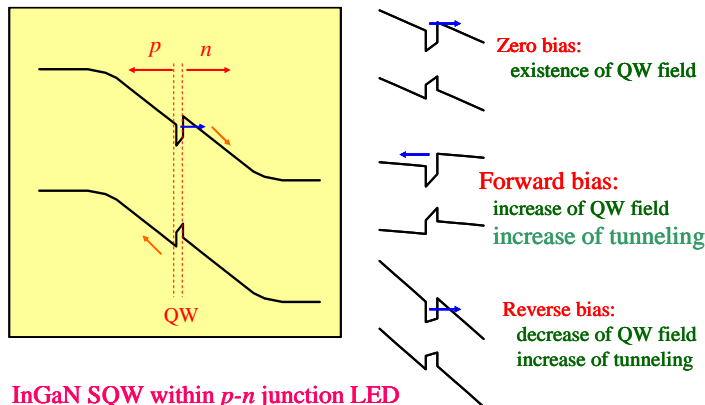 p n
QW
Zero bias:
existence of QW field
Forward bias:
increase of QW field
increase of tunneling
Reverse bias:
decrease of QW field
increase of tunneling
InGaN SQW within p-n junction LED